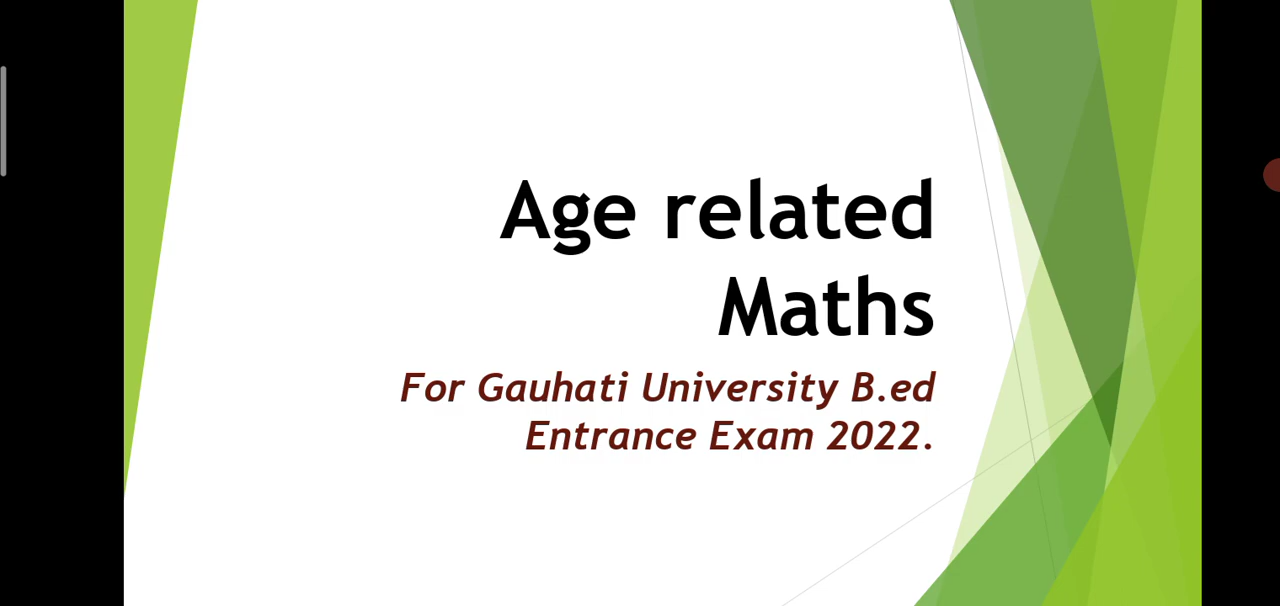 Age related
Maths
For Gauhati University B.ed
Entrance Exam 2022.